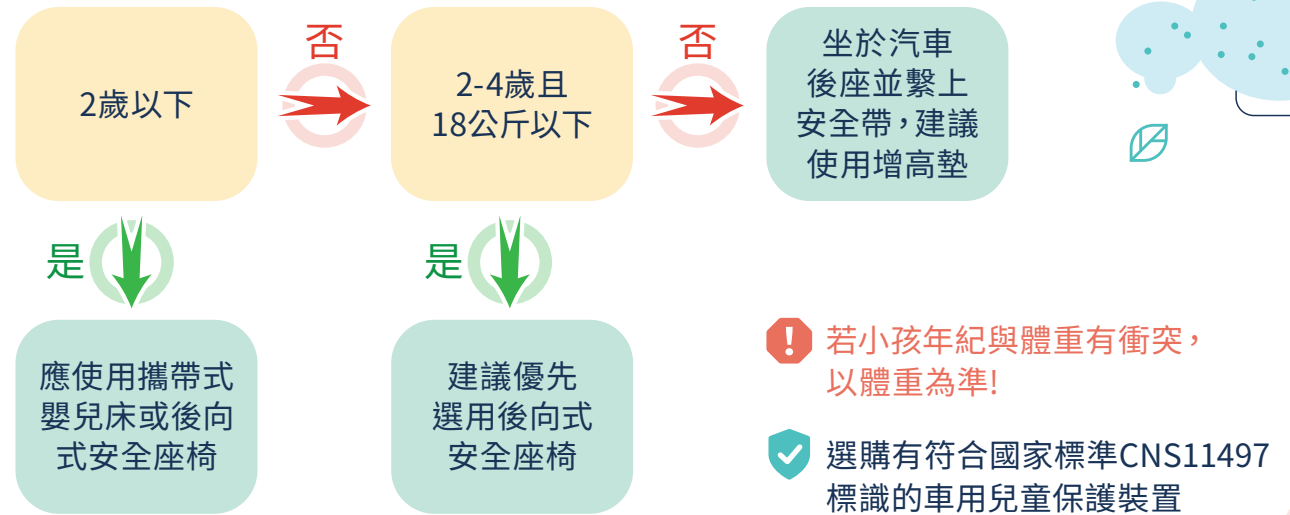 2歲以下
否
2-4歲且
18公斤以下
否
坐於汽車
後座並繫上
安全帶，建議
使用增高墊
是
是
應使用攜帶式
嬰兒床或後向
式安全座椅
建議優先
選用後向式
安全座椅
若小孩年紀與體重有衝突，
以體重為準!
選購有符合國家標準CNS11497
標識的車用兒童保護裝置